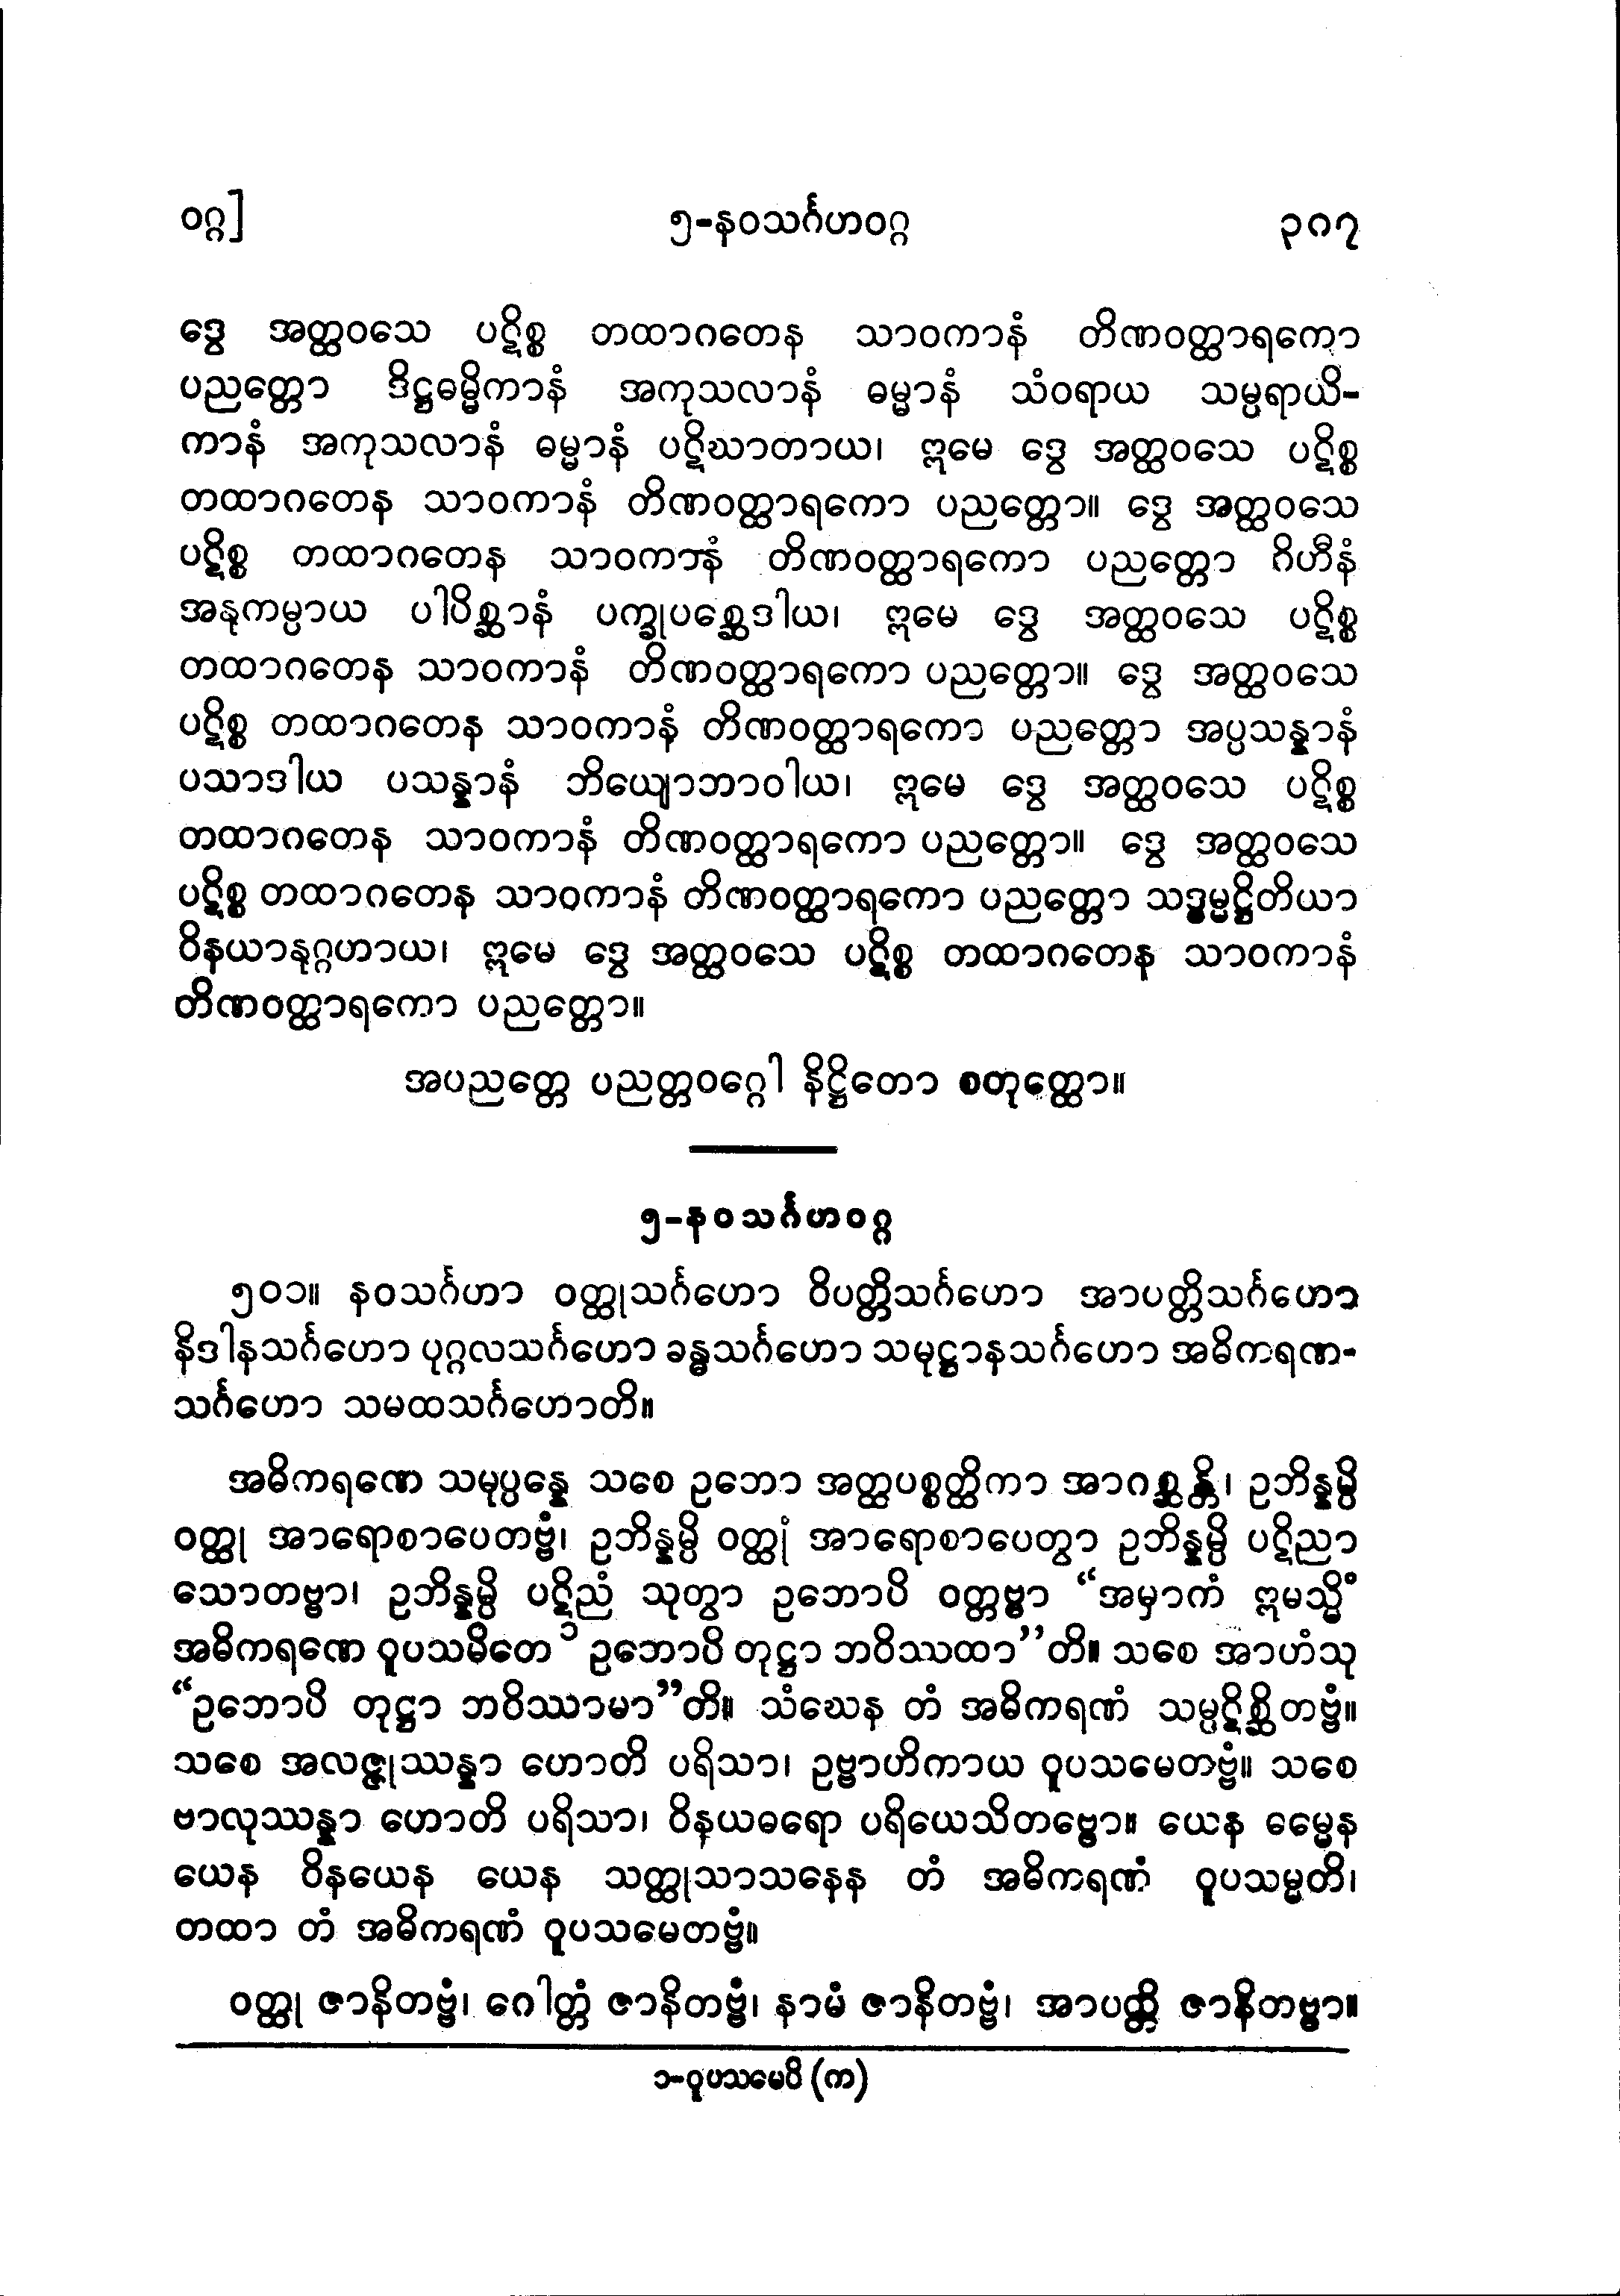 ဝဂ္ဂ]
၅-နဝသင်္ဂဟဝဂ္ဂ
၃၈၇
ဒွေ အတ္ထဝသေ ပဋိစ္စ တထာဂတေန သာဝကာနံ တိဏဝတ္ထာရကော
ပညတ္တော ဒိဋ္ဌဓမ္မိကာနံ အကုသလာနံ ဓမ္မာနံ သံဝရာယ သမ္ပရာယိ-
ကာနံ အကုသလာနံ ဓမ္မာနံ ပဋိဃာတာယ၊ ဣမေ ဒွေ အတ္ထဝသေ ပဋိစ္စ
တထာဂတေန သာဝကာနံ တိဏဝတ္ထာရကော ပညတ္တော။ ဒွေ အတ္ထဝသေ
ပဋိစ္စ တထာဂတေန သာဝကာနံ တိဏဝတ္ထာရကော ပညတ္တော ဂိဟီနံ
အနုကမ္ပာယ ပါပိစ္ဆာနံ ပက္ခုပစ္ဆေဒါယ၊ ဣမေ ဒွေ အတ္ထဝသေ ပဋိစ္စ
တထာဂတေန သာဝကာနံ တိဏဝတ္ထာရကော ပညတ္တော။ ဒွေ အတ္ထဝသေ
ပဋိစ္စ တထာဂတေန သာဝကာနံ တိဏဝတ္ထာရကော ပညတ္တော အပ္ပသန္နာနံ
ပသာဒါယ ပသန္နာနံ ဘိယျောဘာဝါယ၊ ဣမေ ဒွေ အတ္ထဝသေ ပဋိစ္စ
တထာဂတေန သာဝကာနံ တိဏဝတ္ထာရကော ပညတ္တော။ ဒွေ အတ္ထဝသေ
ပဋိစ္စ တထာဂတေန သာဝကာနံ တိဏဝတ္ထာရကော ပညတ္တော သဒ္ဓမ္မဋ္ဌိတိယာ
ဝိနယာနုဂ္ဂဟာယ၊ ဣမေ ဒွေ အတ္ထဝသေ ပဋိစ္စ တထာဂတေန သာဝကာနံ
တိဏဝတ္ထာရကော ပညတ္တော။
အပညတ္တေ ပညတ္တဝဂ္ဂေါ နိဋ္ဌိတော စတုတ္ထော။
၅-နဝသင်္ဂဟဝဂ္ဂ
၅၀၁။ နဝသင်္ဂဟာ ဝတ္ထုသင်္ဂဟော ဝိပတ္တိသင်္ဂဟော အာပတ္တိသင်္ဂဟော
နိဒါနသင်္ဂဟော ပုဂ္ဂလသင်္ဂဟော ခန္ဓသင်္ဂဟော သမုဋ္ဌာနသင်္ဂဟော အဓိကရဏ-
သင်္ဂဟော သမထသင်္ဂဟောတိ။
အဓိကရဏေ သမုပ္ပန္နေ သစေ ဥဘော အတ္ထပစ္စတ္ထိကာ အာဂစ္ဆန္တိ၊ ဥဘိန္နမ္ပိ
ဝတ္ထု အာရောစာပေတဗ္ဗံ၊ ဥဘိန္နမ္ပိ ဝတ္ထုံ အာရောစာပေတွာ ဥဘိန္နမ္ပိ ပဋိညာ
သောတဗ္ဗာ၊ ဥဘိန္နမ္ပိ ပဋိညံ သုတွာ ဥဘောပိ ဝတ္တဗ္ဗာ “အမှာကံ ဣမသ္မိံ
အဓိကရဏေ ဝူပသမိတေ ၁ ဥဘောပိ တုဋ္ဌာ ဘဝိဿထာ”တိ။ သစေ အာဟံသု
“ဥဘောပိ တုဋ္ဌာ ဘဝိဿာမာ”တိ။ သံဃေန တံ အဓိကရဏံ သမ္ပဋိစ္ဆိတဗ္ဗံ။
သစေ အလဇ္ဇုဿန္နာ ဟောတိ ပရိသာ၊ ဥဗ္ဗာဟိကာယ ဝူပသမေတဗ္ဗံ။ သစေ
ဗာလုဿန္နာ ဟောတိ ပရိသာ၊ ဝိနယဓရော ပရိယေသိတဗ္ဗော။ ယေန ဓမ္မေန
ယေန ဝိနယေန ယေန သတ္ထုသာသနေန တံ အဓိကရဏံ ဝူပသမ္မတိ၊
တထာ တံ အဓိကရဏံ ဝူပသမေတဗ္ဗံ။
ဝတ္ထု ဇာနိတဗ္ဗံ၊ ဂေါတ္တံ ဇာနိတဗ္ဗံ၊ နာမံ ဇာနိတဗ္ဗံ၊ အာပတ္တိ ဇာနိတဗ္ဗာ။
၁-ဝူပသမေပိ (က)